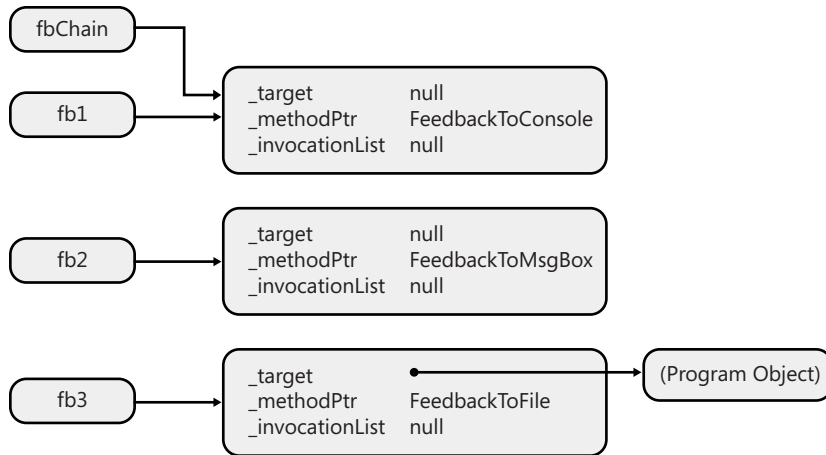 fbChain
fb1
_target null
_methodPtr FeedbackToConsole
_invocationList null
fb2
_target null
_methodPtr FeedbackToMsgBox
_invocationList null
fb3
_target
_methodPtr FeedbackToFile
_invocationList null
(Program Object)